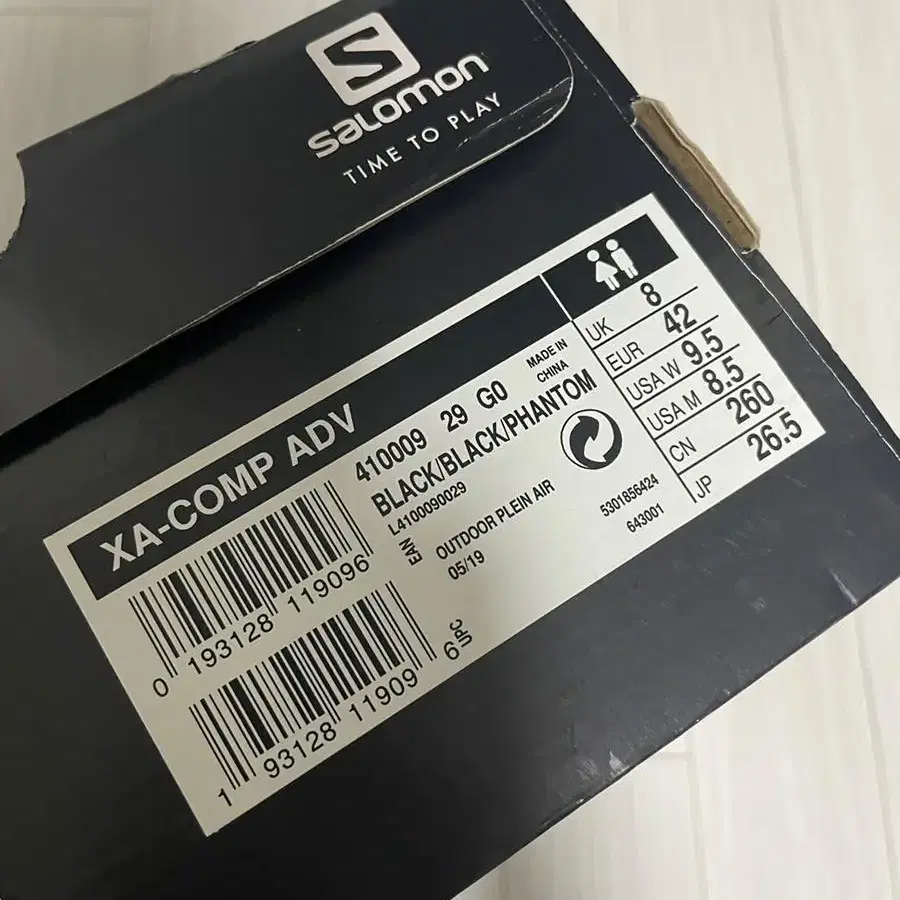 salomon
TIME TO PLAY
XA-COMP ADV
410009 29 G0
MADE IN
CHINA
BLACK/BLACK/PHANTOM
L4100090029
EAN
OUTDOOR PLEIN AIR
05/19
5301856424
643001
UK 8
EUR 42
USA W 9.5
USA M 8.5
CN 260
JP 26.5
0 193128 119096
1 93128 11909 6
UPC